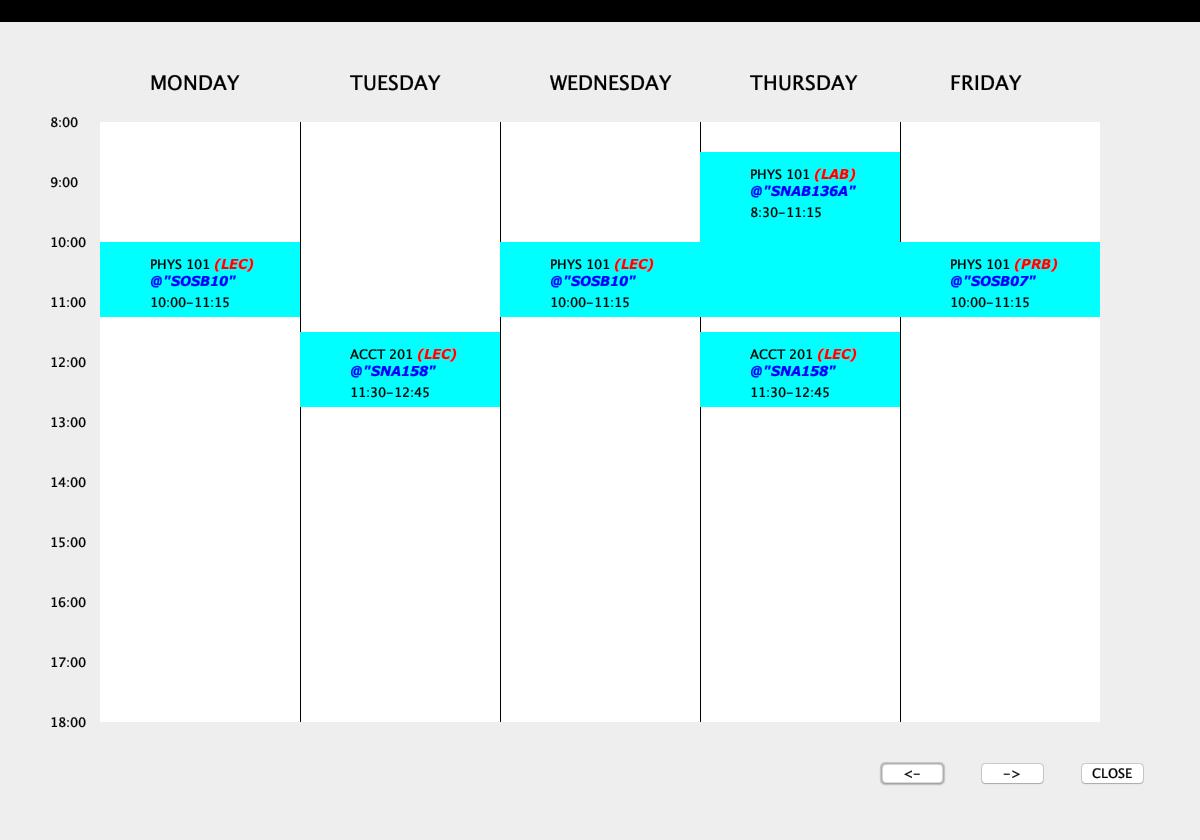 MONDAY TUESDAY WEDNESDAY THURSDAY FRIDAY
8:00
PHYS 101 (LAB)
@"SNAB136A"
8:30-11:15
9:00
10:00
PHYS 101 (LEC)
@"SOSB10"
10:00-11:15
PHYS 101 (LEC)
@"SOSB10"
10:00-11:15
PHYS 101 (PRB)
@"SOSB07"
10:00-11:15
11:00
ACCT 201 (LEC)
@"SNA158"
11:30-12:45
ACCT 201 (LEC)
@"SNA158"
11:30-12:45
12:00
13:00
14:00
15:00
16:00
17:00
18:00
<- -> CLOSE